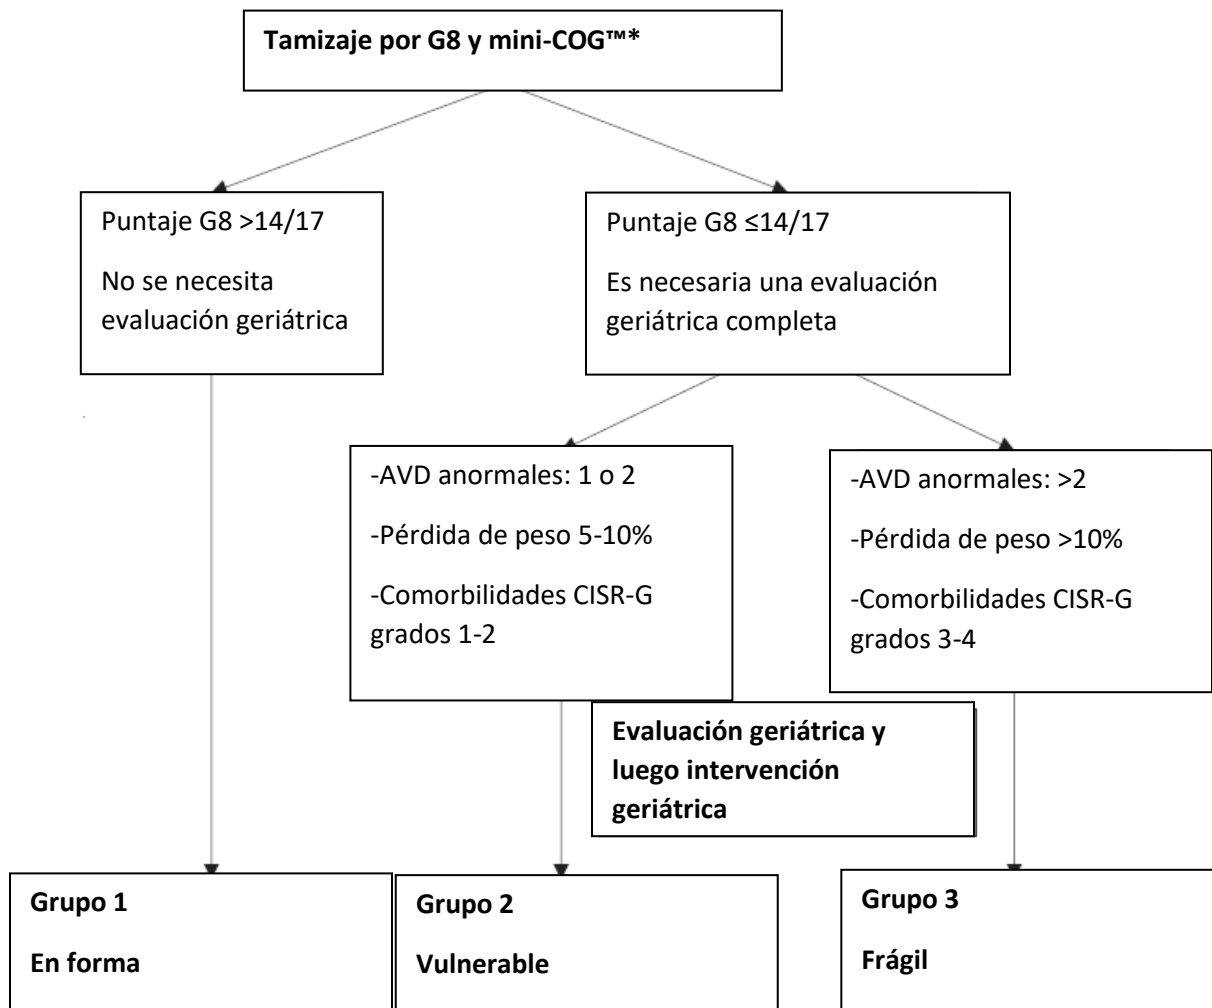 Tamizaje por G8 y mini-COG™*
Puntaje G8 >14/17
No se necesita
evaluación geriátrica
Puntaje G8 ≤14/17
Es necesaria una evaluación
geriátrica completa
-AVD anormales: 1 o 2
-Pérdida de peso 5-10%
-Comorbilidades CISR-G
grados 1-2
-AVD anormales: >2
-Pérdida de peso >10%
-Comorbilidades CISR-G
grados 3-4
Evaluación geriátrica y
luego intervención
geriátrica
Grupo 1
En forma
Grupo 2
Vulnerable
Grupo 3
Frágil